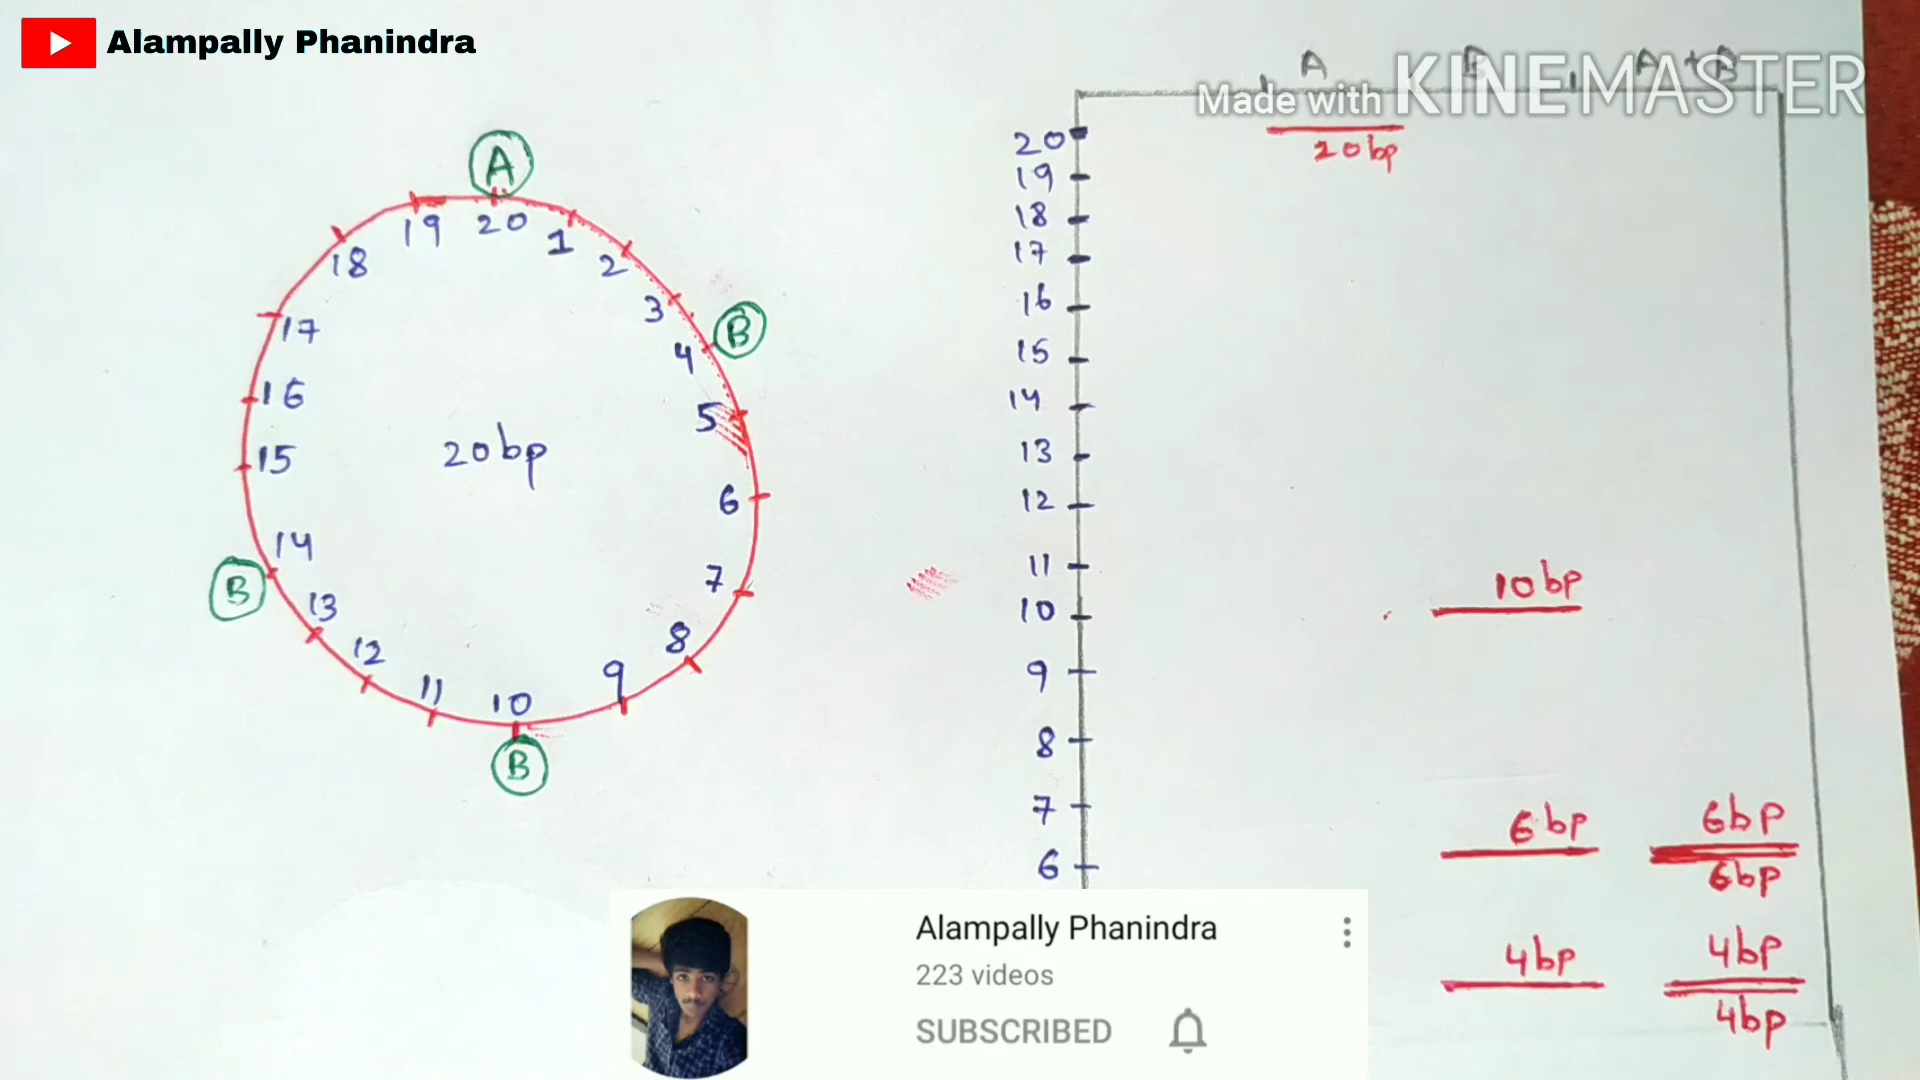 Alampally Phanindra
A B A+B
Made with KINEMASTER
A
20
1
2
3
4
B
5
6
7
8
9
10
B
11
12
13
14
B
15
16
17
18
19
20bp
20
19
18
17
16
15
14
13
12
11
10
9
8
7
6
20bp
10bp
6bp
6bp
6bp
4bp
4bp
4bp
Alampally Phanindra
223 videos
SUBSCRIBED